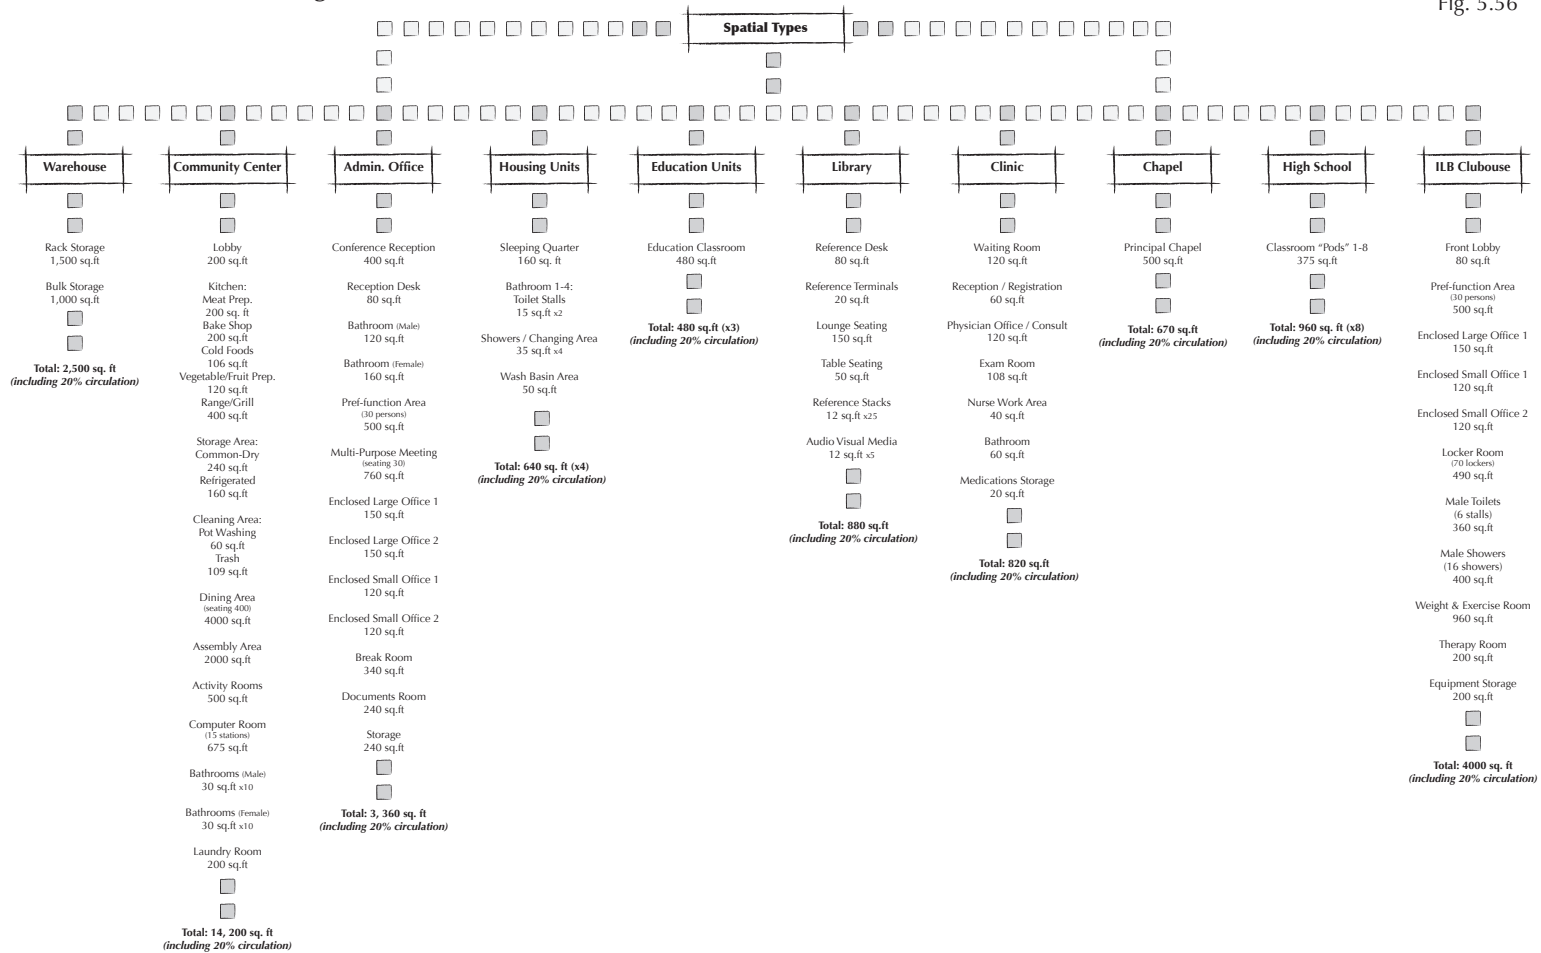 Fig. 5.56
Spatial Types
Warehouse
Rack Storage
1,500 sq.ft
Bulk Storage
1,000 sq.ft
Total: 2,500 sq. ft
(including 20% circulation)
Community Center
Lobby
200 sq.ft
Kitchen:
Meat Prep.
200 sq. ft
Bake Shop
200 sq.ft
Cold Foods
106 sq.ft
Vegetable/Fruit Prep.
120 sq.ft
Range/Grill
400 sq.ft
Storage Area:
Common-Dry
240 sq.ft
Refrigerated
160 sq.ft
Cleaning Area:
Pot Washing
60 sq.ft
Trash
109 sq.ft
Dining Area
(seating 400)
4000 sq.ft
Assembly Area
2000 sq.ft
Activity Rooms
500 sq.ft
Computer Room
(15 stations)
675 sq.ft
Bathrooms (Male)
30 sq.ft x10
Bathrooms (Female)
30 sq.ft x10
Laundry Room
200 sq.ft
Total: 14, 200 sq. ft
(including 20% circulation)
Admin. Office
Conference Reception
400 sq.ft
Reception Desk
80 sq.ft
Bathroom (Male)
120 sq.ft
Bathroom (Female)
160 sq.ft
Pref-function Area
(30 persons)
500 sq.ft
Multi-Purpose Meeting
(seating 30)
760 sq.ft
Enclosed Large Office 1
150 sq.ft
Enclosed Large Office 2
150 sq.ft
Enclosed Small Office 1
120 sq.ft
Enclosed Small Office 2
120 sq.ft
Break Room
340 sq.ft
Documents Room
240 sq.ft
Storage
240 sq.ft
Total: 3, 360 sq. ft
(including 20% circulation)
Housing Units
Sleeping Quarter
160 sq. ft
Bathroom 1-4:
Toilet Stalls
15 sq.ft x2
Showers / Changing Area
35 sq.ft x4
Wash Basin Area
50 sq.ft
Total: 640 sq. ft (x4)
(including 20% circulation)
Education Units
Education Classroom
480 sq.ft
Total: 480 sq.ft (x3)
(including 20% circulation)
Library
Reference Desk
80 sq.ft
Reference Terminals
20 sq.ft
Lounge Seating
150 sq.ft
Table Seating
50 sq.ft
Reference Stacks
12 sq.ft x25
Audio Visual Media
12 sq.ft x5
Total: 880 sq.ft
(including 20% circulation)
Clinic
Waiting Room
120 sq.ft
Reception / Registration
60 sq.ft
Physician Office / Consult
120 sq.ft
Exam Room
108 sq.ft
Nurse Work Area
40 sq.ft
Bathroom
60 sq.ft
Medications Storage
20 sq.ft
Total: 820 sq.ft
(including 20% circulation)
Chapel
Principal Chapel
500 sq.ft
Total: 670 sq.ft
(including 20% circulation)
High School
Classroom “Pods” 1-8
375 sq.ft
Total: 960 sq.ft (x8)
(including 20% circulation)
ILB Clubouse
Front Lobby
80 sq.ft
Pref-function Area
(30 persons)
500 sq.ft
Enclosed Large Office 1
150 sq.ft
Enclosed Small Office 1
120 sq.ft
Enclosed Small Office 2
120 sq.ft
Locker Room
(70 lockers)
490 sq.ft
Male Toilets
(6 stalls)
360 sq.ft
Male Showers
(16 showers)
400 sq.ft
Weight & Exercise Room
960 sq.ft
Therapy Room
200 sq.ft
Equipment Storage
200 sq.ft
Total: 4000 sq. ft
(including 20% circulation)